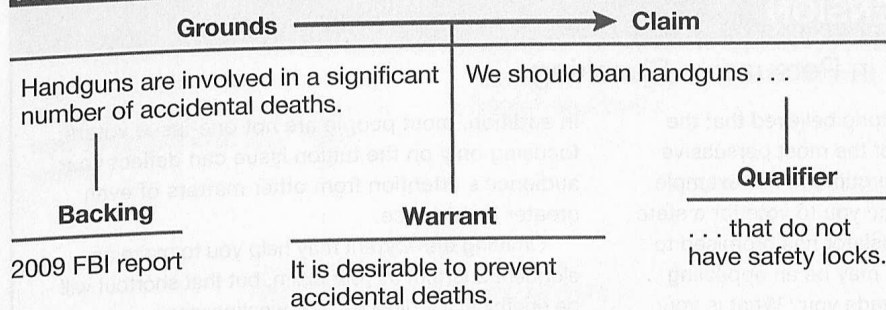 Grounds
Claim
Handguns are involved in a significant
number of accidental deaths.
We should ban handguns . . .
Backing
2009 FBI report
Warrant
It is desirable to prevent
accidental deaths.
Qualifier
. . . that do not
have safety locks.